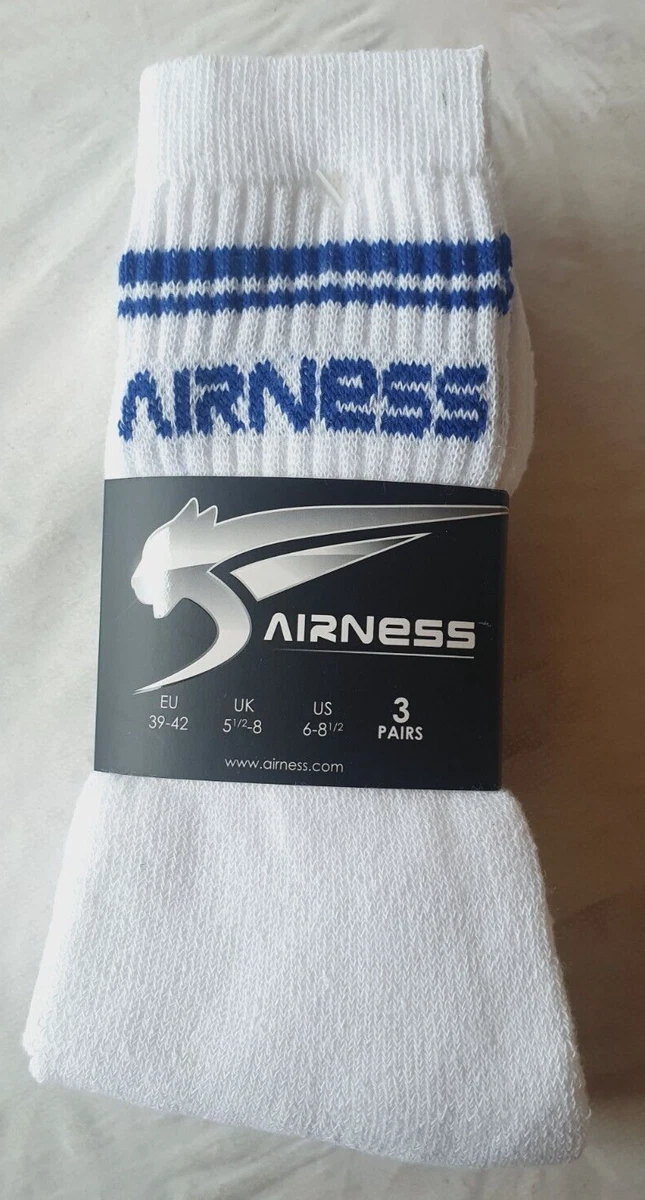 AIRNESS
AIRNESS
EU UK US 3
39-42 5 1/2-8 6-8 1/2 PAIRS
www.airness.com